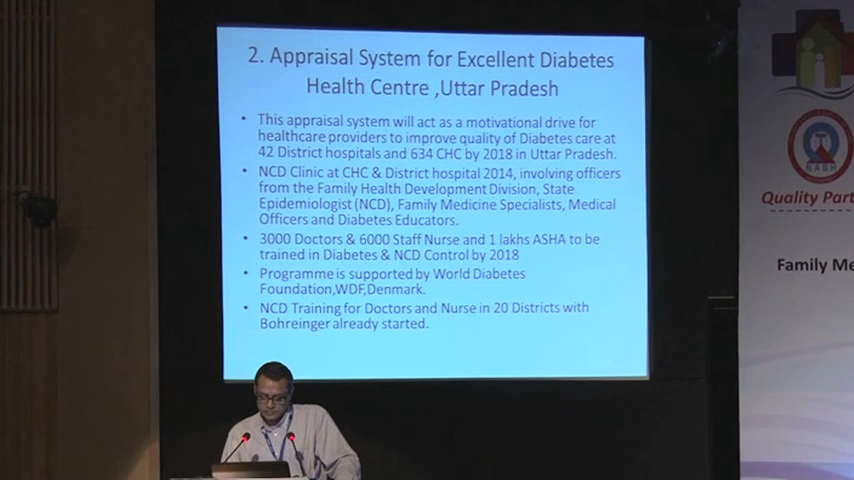 2. Appraisal System for Excellent Diabetes
Health Centre ,Uttar Pradesh
• This appraisal system will act as a motivational drive for
healthcare providers to improve quality of Diabetes care at
42 District hospitals and 634 CHC by 2018 in Uttar Pradesh.
• NCD Clinic at CHC & District hospital 2014, involving officers
from the Family Health Development Division, State
Epidemiologist (NCD), Family Medicine Specialists, Medical
Officers and Diabetes Educators.
• 3000 Doctors & 6000 Staff Nurse and 1 lakhs ASHA to be
trained in Diabetes & NCD Control by 2018
• Programme is supported by World Diabetes
Foundation,WDF,Denmark.
• NCD Training for Doctors and Nurse in 20 Districts with
Bohreinger already started.
NABH
Quality Part
Family Me